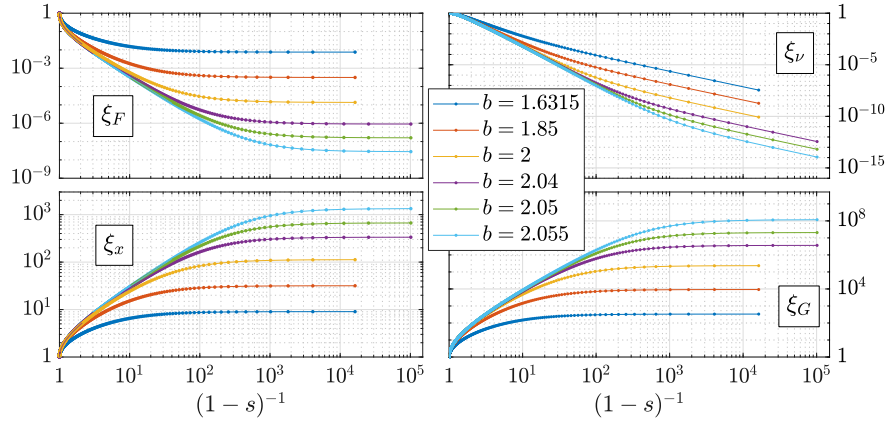 1
10^{-3}
10^{-6}
10^{-9}
ξ_F
1
10^{-5}
10^{-10}
10^{-15}
ξ_ν
b = 1.6315
b = 1.85
b = 2
b = 2.04
b = 2.05
b = 2.055
10^3
10^2
10^1
1
ξ_x
1 10^1 10^2 10^3 10^4 10^5
(1 − s)^{-1}
10^8
10^4
1
ξ_G
1 10^1 10^2 10^3 10^4 10^5
(1 − s)^{-1}